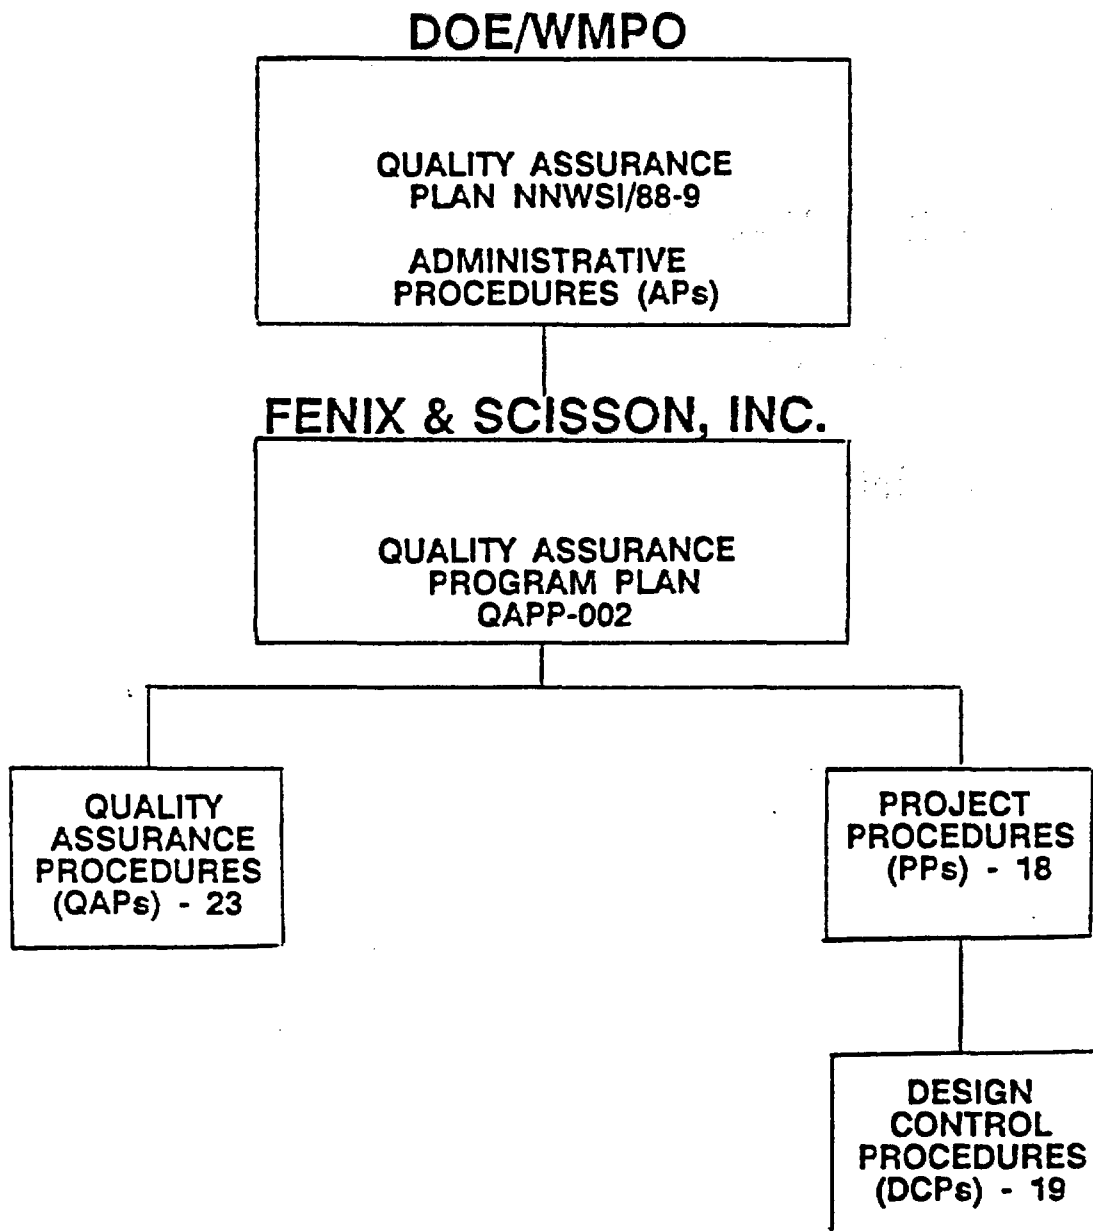 DOE/WMPO
QUALITY ASSURANCE
PLAN NNWSI/88-9
ADMINISTRATIVE
PROCEDURES (APs)
FENIX & SCISSON, INC.
QUALITY ASSURANCE
PROGRAM PLAN
QAPP-002
QUALITY
ASSURANCE
PROCEDURES
(QAPs) - 23
PROJECT
PROCEDURES
(PPs) - 18
DESIGN
CONTROL
PROCEDURES
(DCPs) - 19